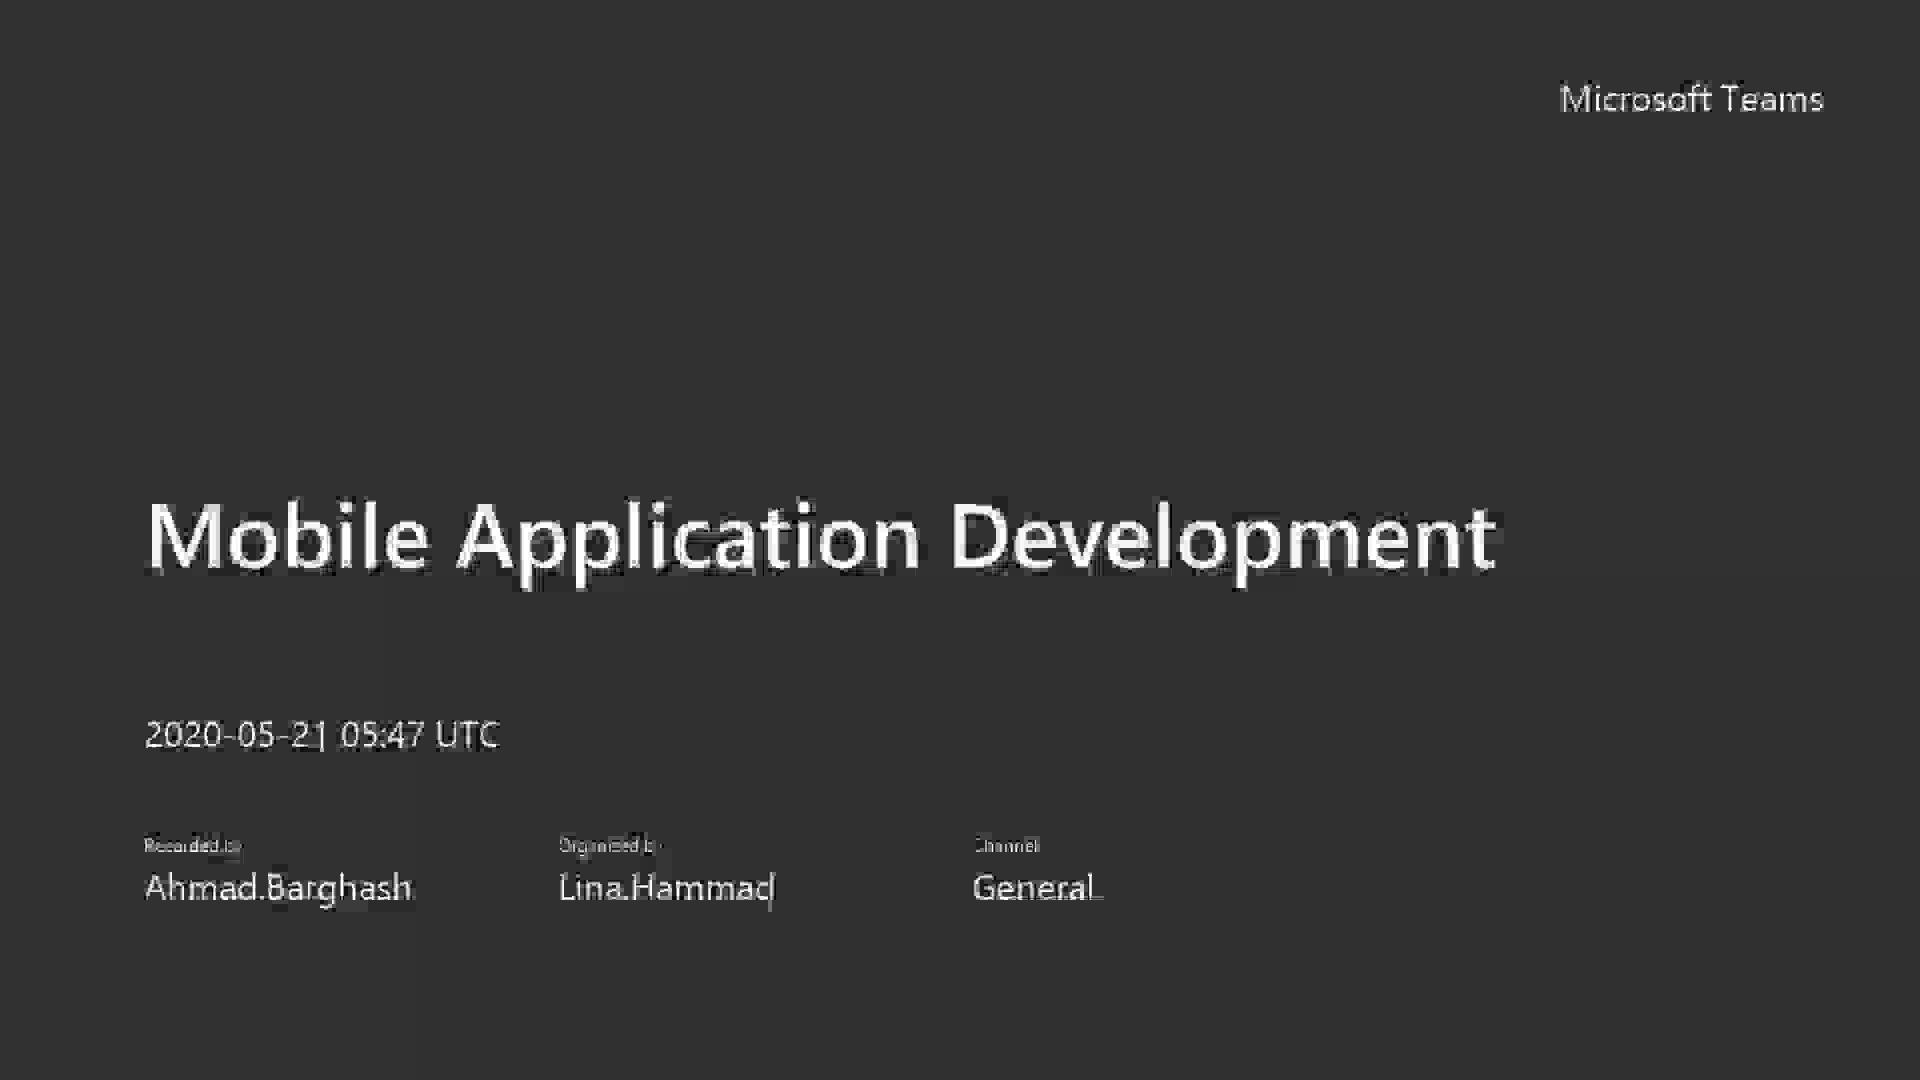 Microsoft Teams
Mobile Application Development
2020-05-21 05:47 UTC
Recorded by Organized by Channel
Ahmad.Barghash Lina.Hammad General